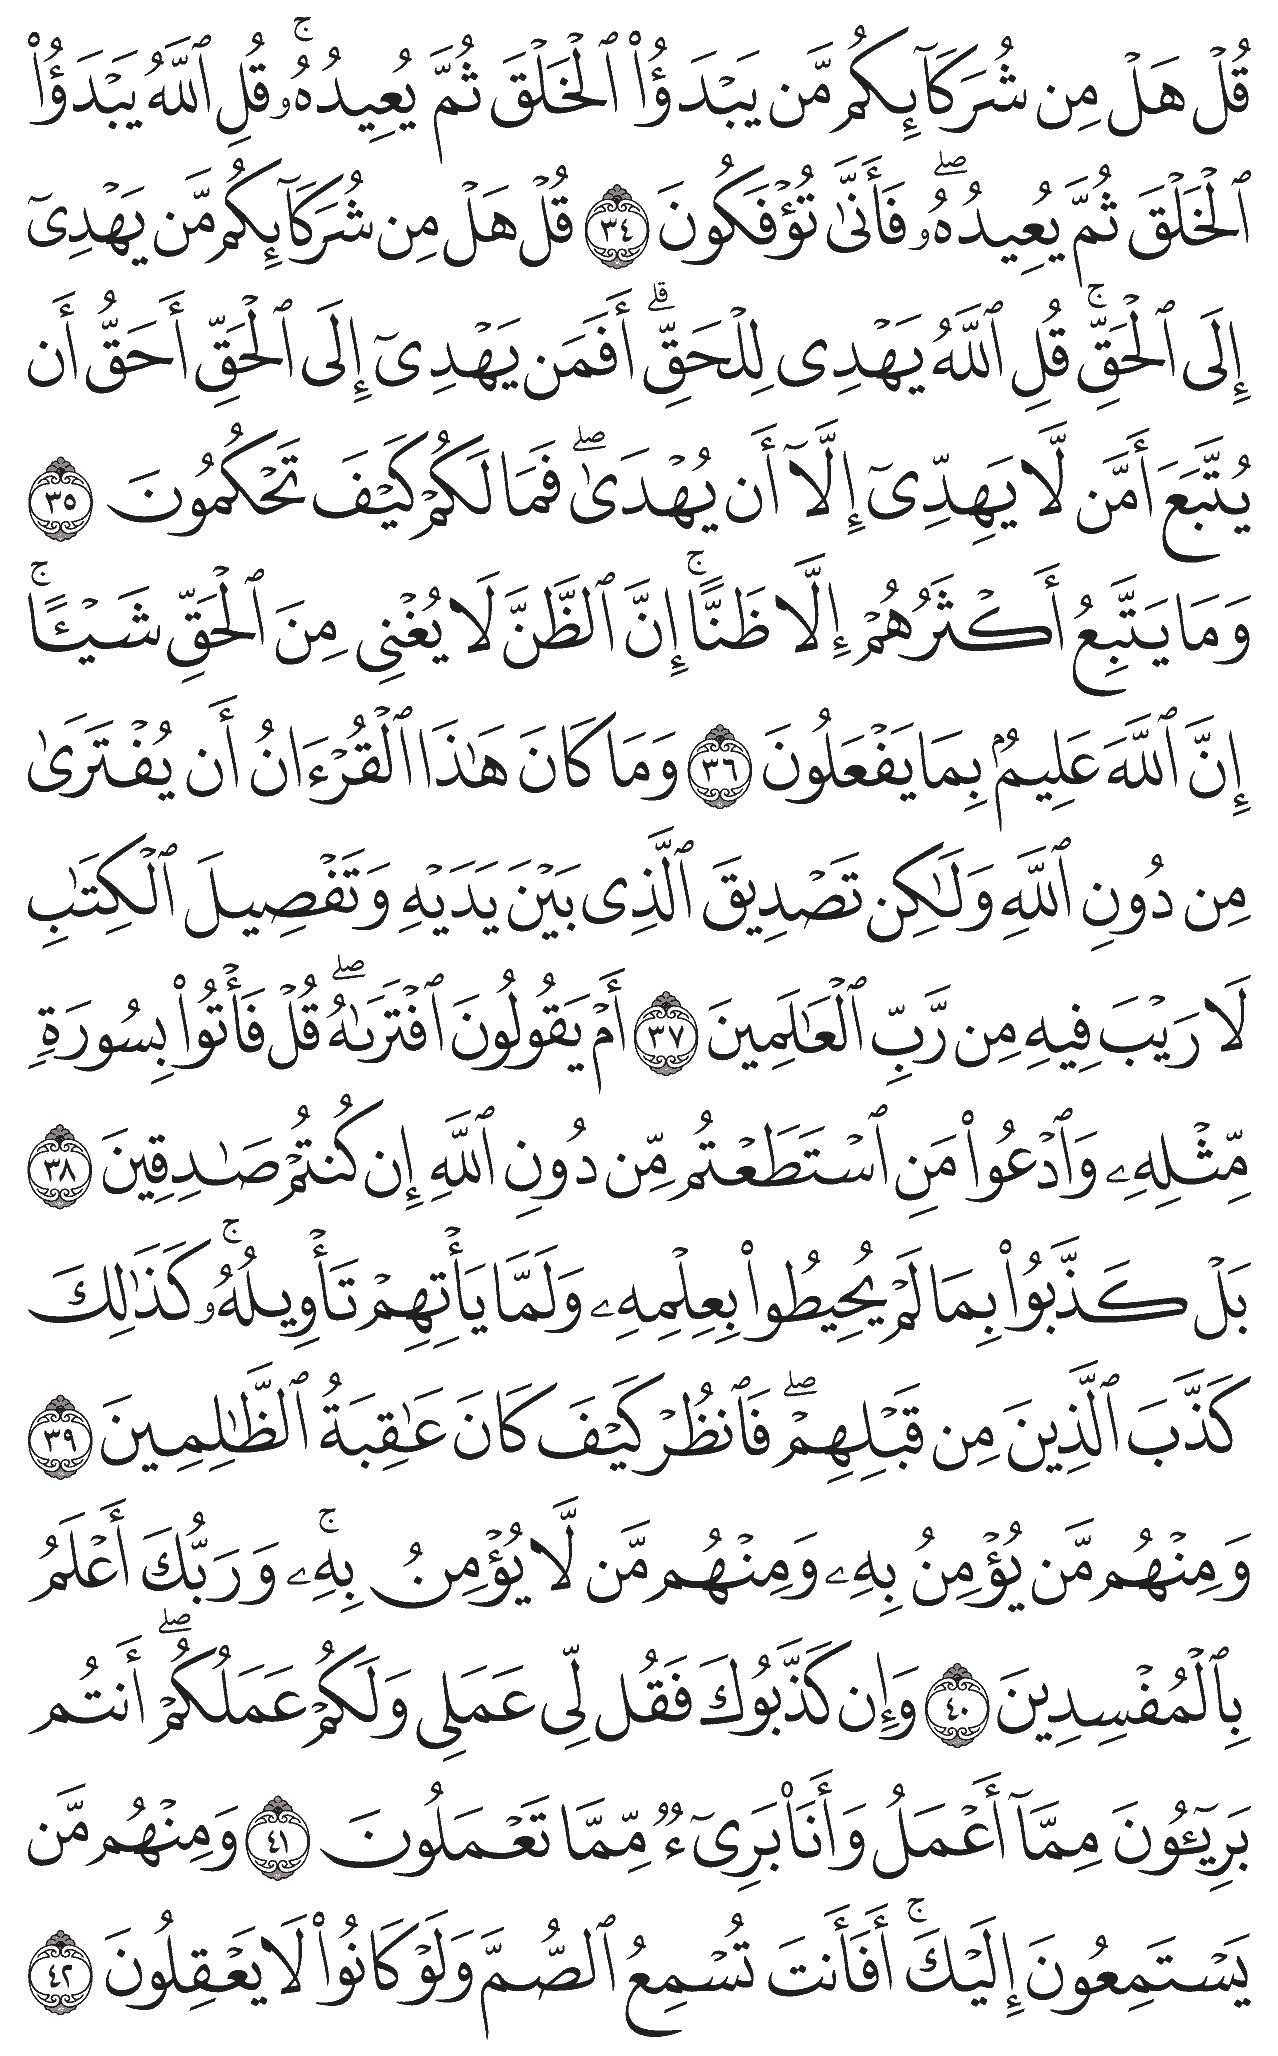 قُلْ هَلْ مِن شُرَكَآئِكُم مَّن يَبْدَؤُا۟ ٱلْخَلْقَ ثُمَّ يُعِيدُهُۥ ۚ قُلِ ٱللَّهُ يَبْدَؤُا۟
ٱلْخَلْقَ ثُمَّ يُعِيدُهُۥ ۖ فَأَنَّىٰ تُؤْفَكُونَ ٣٤ قُلْ هَلْ مِن شُرَكَآئِكُم مَّن يَهْدِىٓ
إِلَى ٱلْحَقِّ ۚ قُلِ ٱللَّهُ يَهْدِى لِلْحَقِّ ۗ أَفَمَن يَهْدِىٓ إِلَى ٱلْحَقِّ أَحَقُّ أَن
يُتَّبَعَ أَمَّن لَّا يَهِدِّىٓ إِلَّآ أَن يُهْدَىٰ ۖ فَمَا لَكُمْ كَيْفَ تَحْكُمُونَ ٣٥
وَمَا يَتَّبِعُ أَكْثَرُهُمْ إِلَّا ظَنًّا ۚ إِنَّ ٱلظَّنَّ لَا يُغْنِى مِنَ ٱلْحَقِّ شَيْـًٔا ۚ
إِنَّ ٱللَّهَ عَلِيمٌۢ بِمَا يَفْعَلُونَ ٣٦ وَمَا كَانَ هَٰذَا ٱلْقُرْءَانُ أَن يُفْتَرَىٰ
مِن دُونِ ٱللَّهِ وَلَٰكِن تَصْدِيقَ ٱلَّذِى بَيْنَ يَدَيْهِ وَتَفْصِيلَ ٱلْكِتَٰبِ
لَا رَيْبَ فِيهِ مِن رَّبِّ ٱلْعَٰلَمِينَ ٣٧ أَمْ يَقُولُونَ ٱفْتَرَىٰهُ ۖ قُلْ فَأْتُوا۟ بِسُورَةٍ
مِّثْلِهِۦ وَٱدْعُوا۟ مَنِ ٱسْتَطَعْتُم مِّن دُونِ ٱللَّهِ إِن كُنتُمْ صَٰدِقِينَ ٣٨
بَلْ كَذَّبُوا۟ بِمَا لَمْ يُحِيطُوا۟ بِعِلْمِهِۦ وَلَمَّا يَأْتِهِمْ تَأْوِيلُهُۥ ۚ كَذَٰلِكَ
كَذَّبَ ٱلَّذِينَ مِن قَبْلِهِمْ ۖ فَٱنظُرْ كَيْفَ كَانَ عَٰقِبَةُ ٱلظَّٰلِمِينَ ٣٩
وَمِنْهُم مَّن يُؤْمِنُ بِهِۦ وَمِنْهُم مَّن لَّا يُؤْمِنُ بِهِۦ ۚ وَرَبُّكَ أَعْلَمُ
بِٱلْمُفْسِدِينَ ٤٠ وَإِن كَذَّبُوكَ فَقُل لِّى عَمَلِى وَلَكُمْ عَمَلُكُمْ ۖ أَنتُم
بَرِيٓـُٔونَ مِمَّآ أَعْمَلُ وَأَنَا۠ بَرِىٓءٌ مِّمَّا تَعْمَلُونَ ٤١ وَمِنْهُم مَّن
يَسْتَمِعُونَ إِلَيْكَ ۚ أَفَأَنتَ تُسْمِعُ ٱلصُّمَّ وَلَوْ كَانُوا۟ لَا يَعْقِلُونَ ٤٢